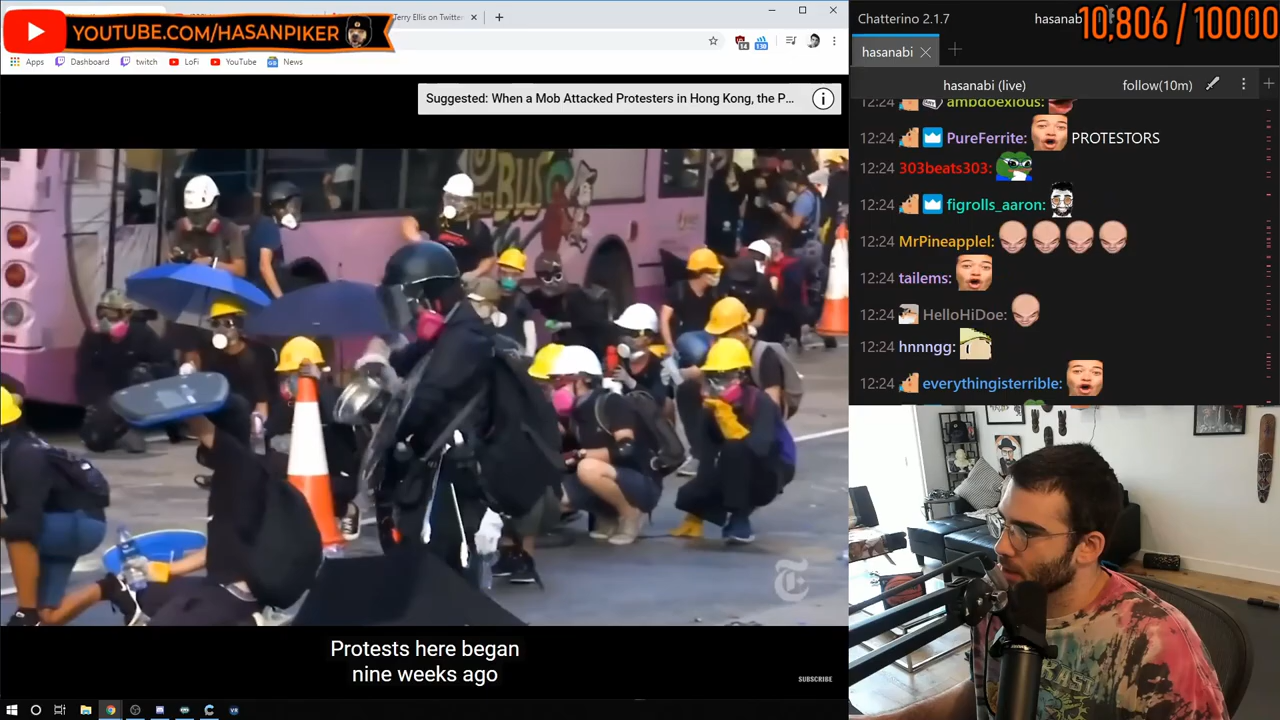 Terry Ellis on Twitter
YOUTUBE.COM/HASANPIKER
14
130
Apps
Dashboard
twitch
LoFi
YouTube
News
Suggested: When a Mob Attacked Protesters in Hong Kong, the P...
BUS
Protests here began
nine weeks ago
SUBSCRIBE
Chatterino 2.1.7
hasanabi
10,806 / 10000
hasanabi
hasanabi (live)
follow(10m)
12:24 ambdoexious:
12:24 PureFerrite: PROTESTORS
303beats303:
12:24 figrolls_aaron:
12:24 MrPineapplel:
12:24 tailems:
12:24 HelloHiDoe:
12:24 hnnngg:
12:24 everythingisterrible: